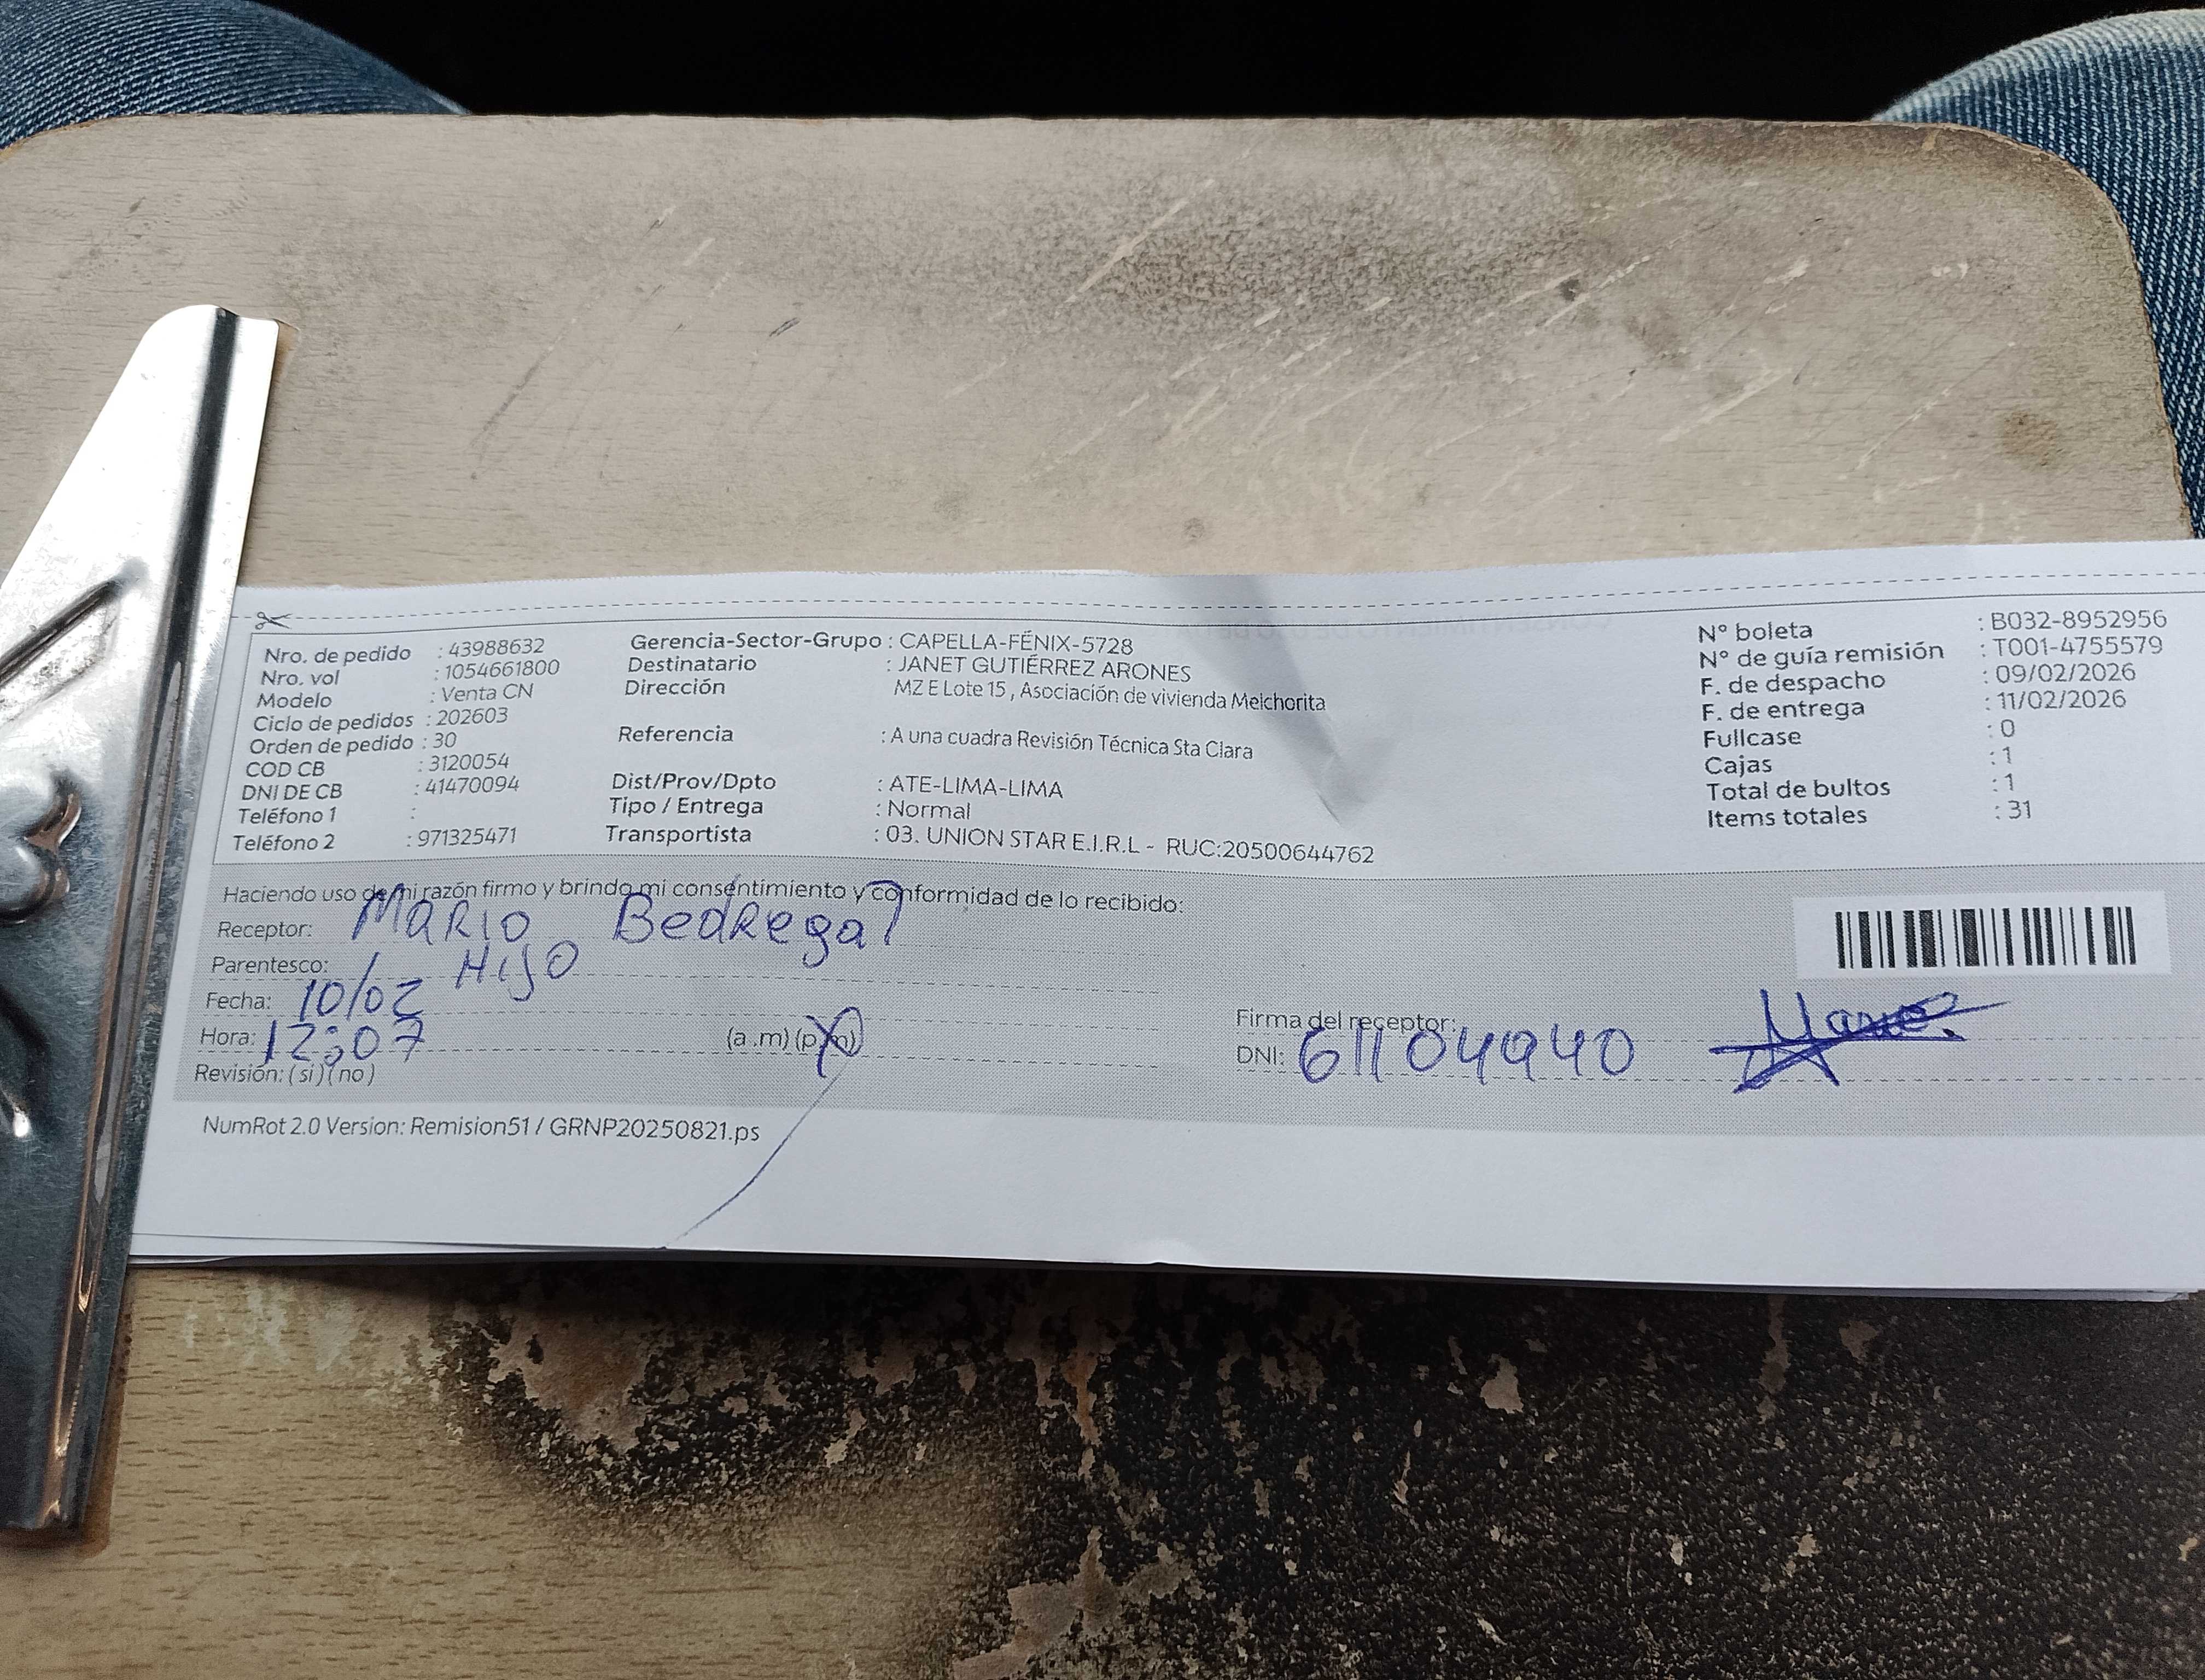 Nro. de pedido : 43988632
Nro. vol : 1054661800
Modelo : Venta CN
Ciclo de pedidos : 202603
Orden de pedido : 30
COD CB : 3120054
DNI DE CB : 41470094
Teléfono 1 :
Teléfono 2 : 971325471
Gerencia-Sector-Grupo : CAPELLA-FÉNIX-5728
Destinatario : JANET GUTIÉRREZ ARONES
Dirección MZ E Lote 15 , Asociación de vivienda Melchorita
Referencia : A una cuadra Revisión Técnica Sta Clara
Dist/Prov/Dpto : ATE-LIMA-LIMA
Tipo / Entrega : Normal
Transportista : 03. UNION STAR E.I.R.L - RUC:20500644762
N° boleta : B032-8952956
N° de guía remisión : T001-4755579
F. de despacho : 09/02/2026
F. de entrega : 11/02/2026
Fullcase : 0
Cajas : 1
Total de bultos : 1
Items totales : 31
Haciendo uso de mi razón firmo y brindo mi consentimiento y conformidad de lo recibido:
Receptor: MARIO Bedregal
Parentesco: HIJO
Fecha: 10/02
Hora: 12:07 (a .m) (p.m)
Revisión: ( si ) ( no )
Firma del receptor: Mario
DNI: 61104940
NumRot 2.0 Version: Remision51 / GRNP20250821.ps